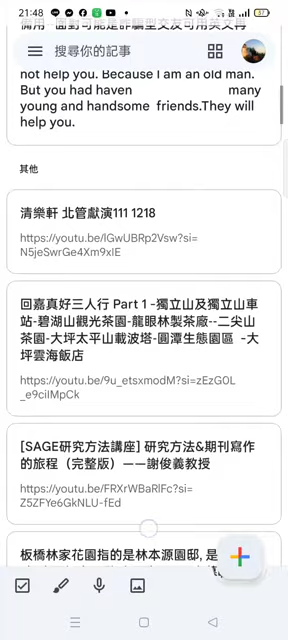 21:48
57
備用 面對可能是詐騙型交友可用英文再
搜尋你的記事
not help you. Because I am an old man.
But you had haven many
young and handsome friends.They will
help you.
其他
清樂軒 北管獻演111 1218
https://youtu.be/lGwUBRp2Vsw?si=
N5jeSwrGe4Xm9xIE
回嘉真好三人行 Part 1 -獨立山及獨立山車
站-碧湖山觀光茶園-龍眼林製茶廠--二尖山
茶園-大坪太平山載波塔-圓潭生態園區 -大
坪雲海飯店
https://youtu.be/9u_etsxmodM?si=zEzG0L
_e9ciIMpCk
[SAGE研究方法講座] 研究方法&期刊寫作
的旅程（完整版）——謝俊義教授
https://youtu.be/FRXrWBaRlFc?si=
Z5ZFYe6GkNLU-fEd
板橋林家花園指的是林本源園邸, 是